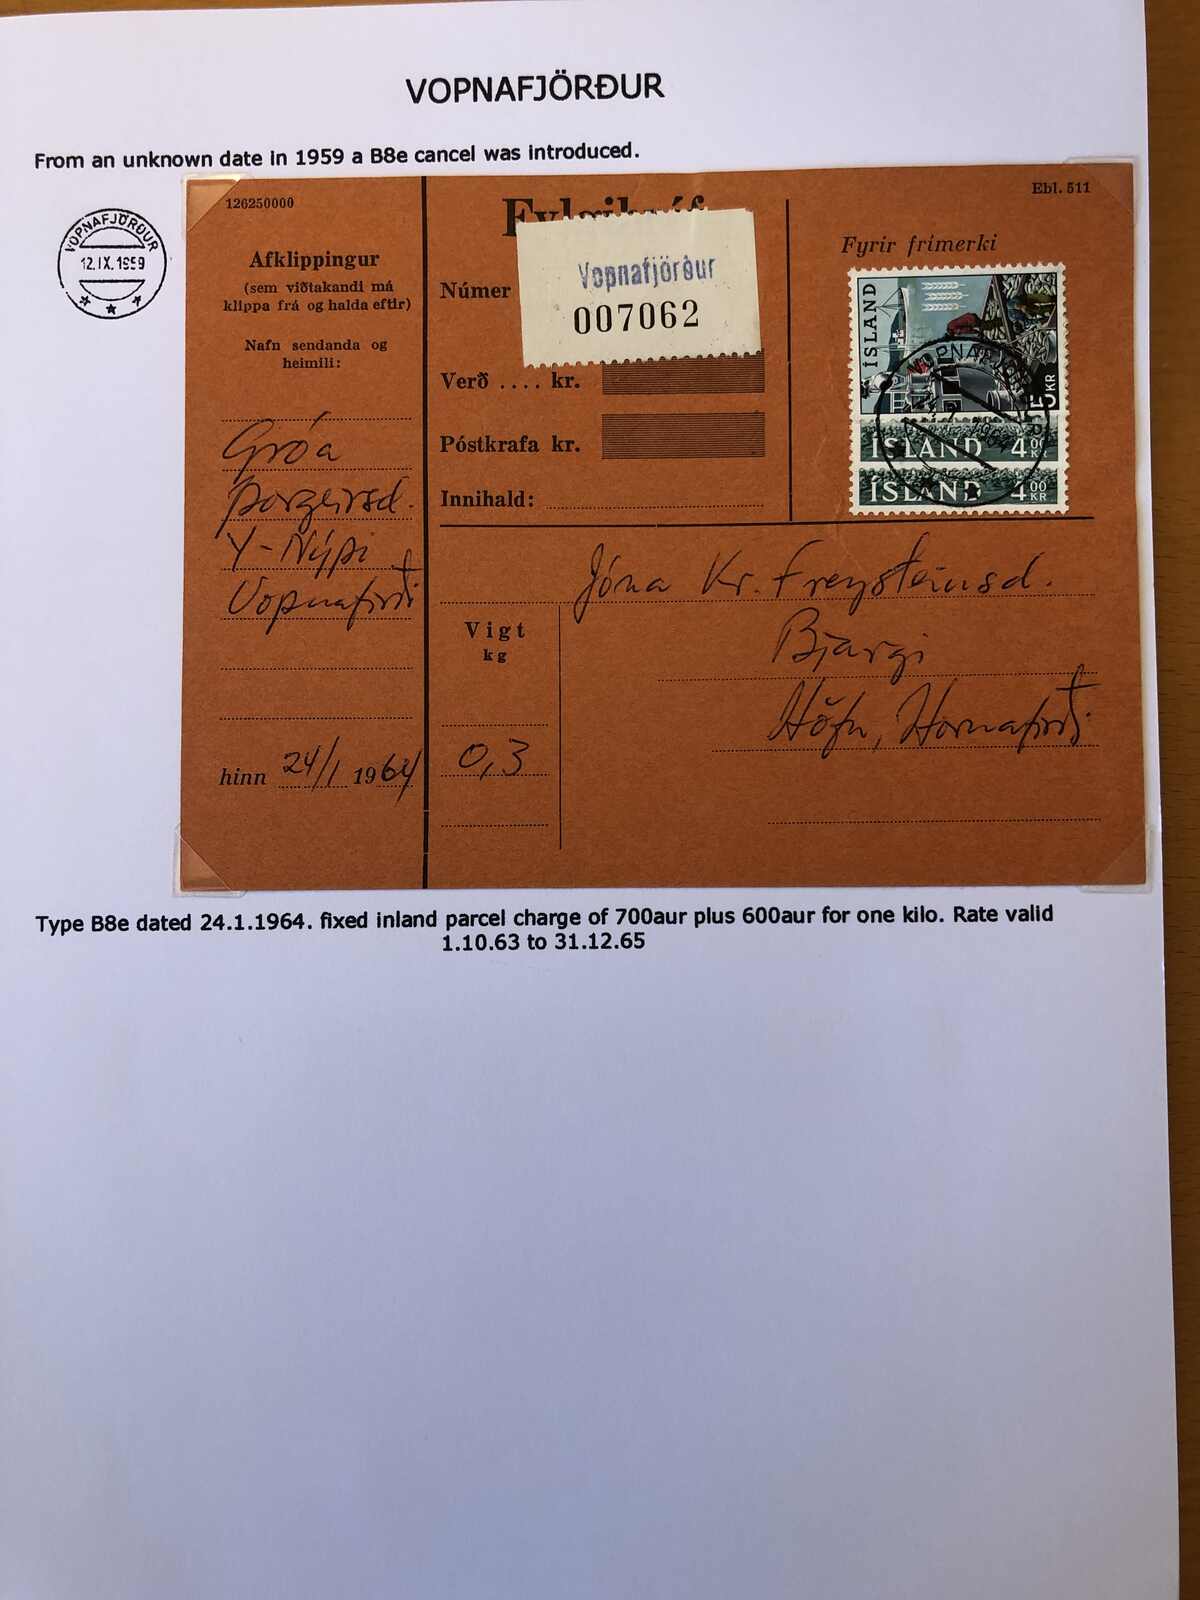 VOPNAFJÖRÐUR
From an unknown date in 1959 a B8e cancel was introduced.
VOPNAFJÖRÐUR
12.IX.1959
126250000
Afklippingur
(sem viðtakandi má
klippa frá og halda eftir)
Nafn sendanda og
heimili:
Gróa
Þorgeirsd.
Y-Nýpi
Vopnafirði
hinn 24/1 1964
Ebl. 511
Númer
Vopnafjörður
007062
Verð .... kr.
Póstkrafa kr.
Innihald:
Fyrir frímerki
ÍSLAND
5 KR
ÍSLAND 4 00 KR
ÍSLAND 4 00 KR
VOPNAFJÖRÐUR
Vigt
kg
0,3
Jóna Kr. Freysteinsd.
Bjargi
Höfn, Hornafirði
Type B8e dated 24.1.1964. fixed inland parcel charge of 700aur plus 600aur for one kilo. Rate valid
1.10.63 to 31.12.65